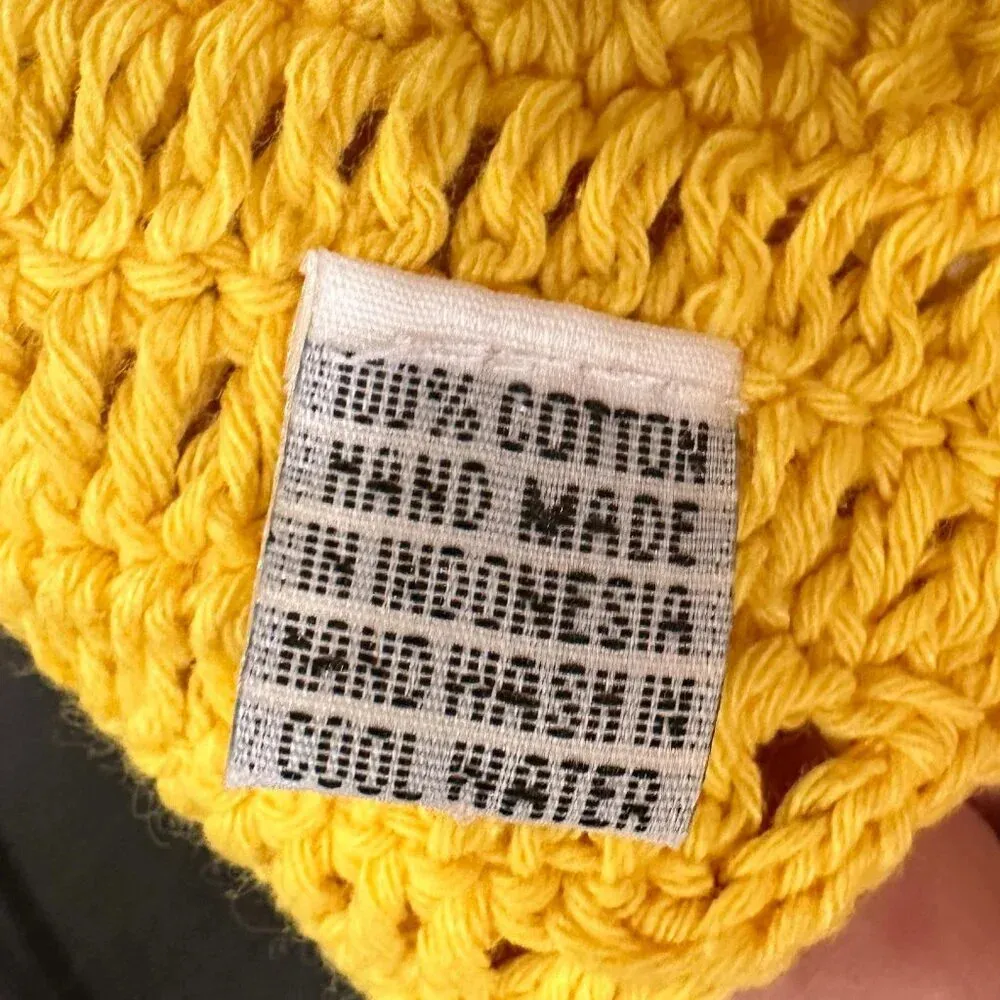 100% COTTON
HAND MADE
IN INDONESIA
HAND WASH IN
COOL WATER